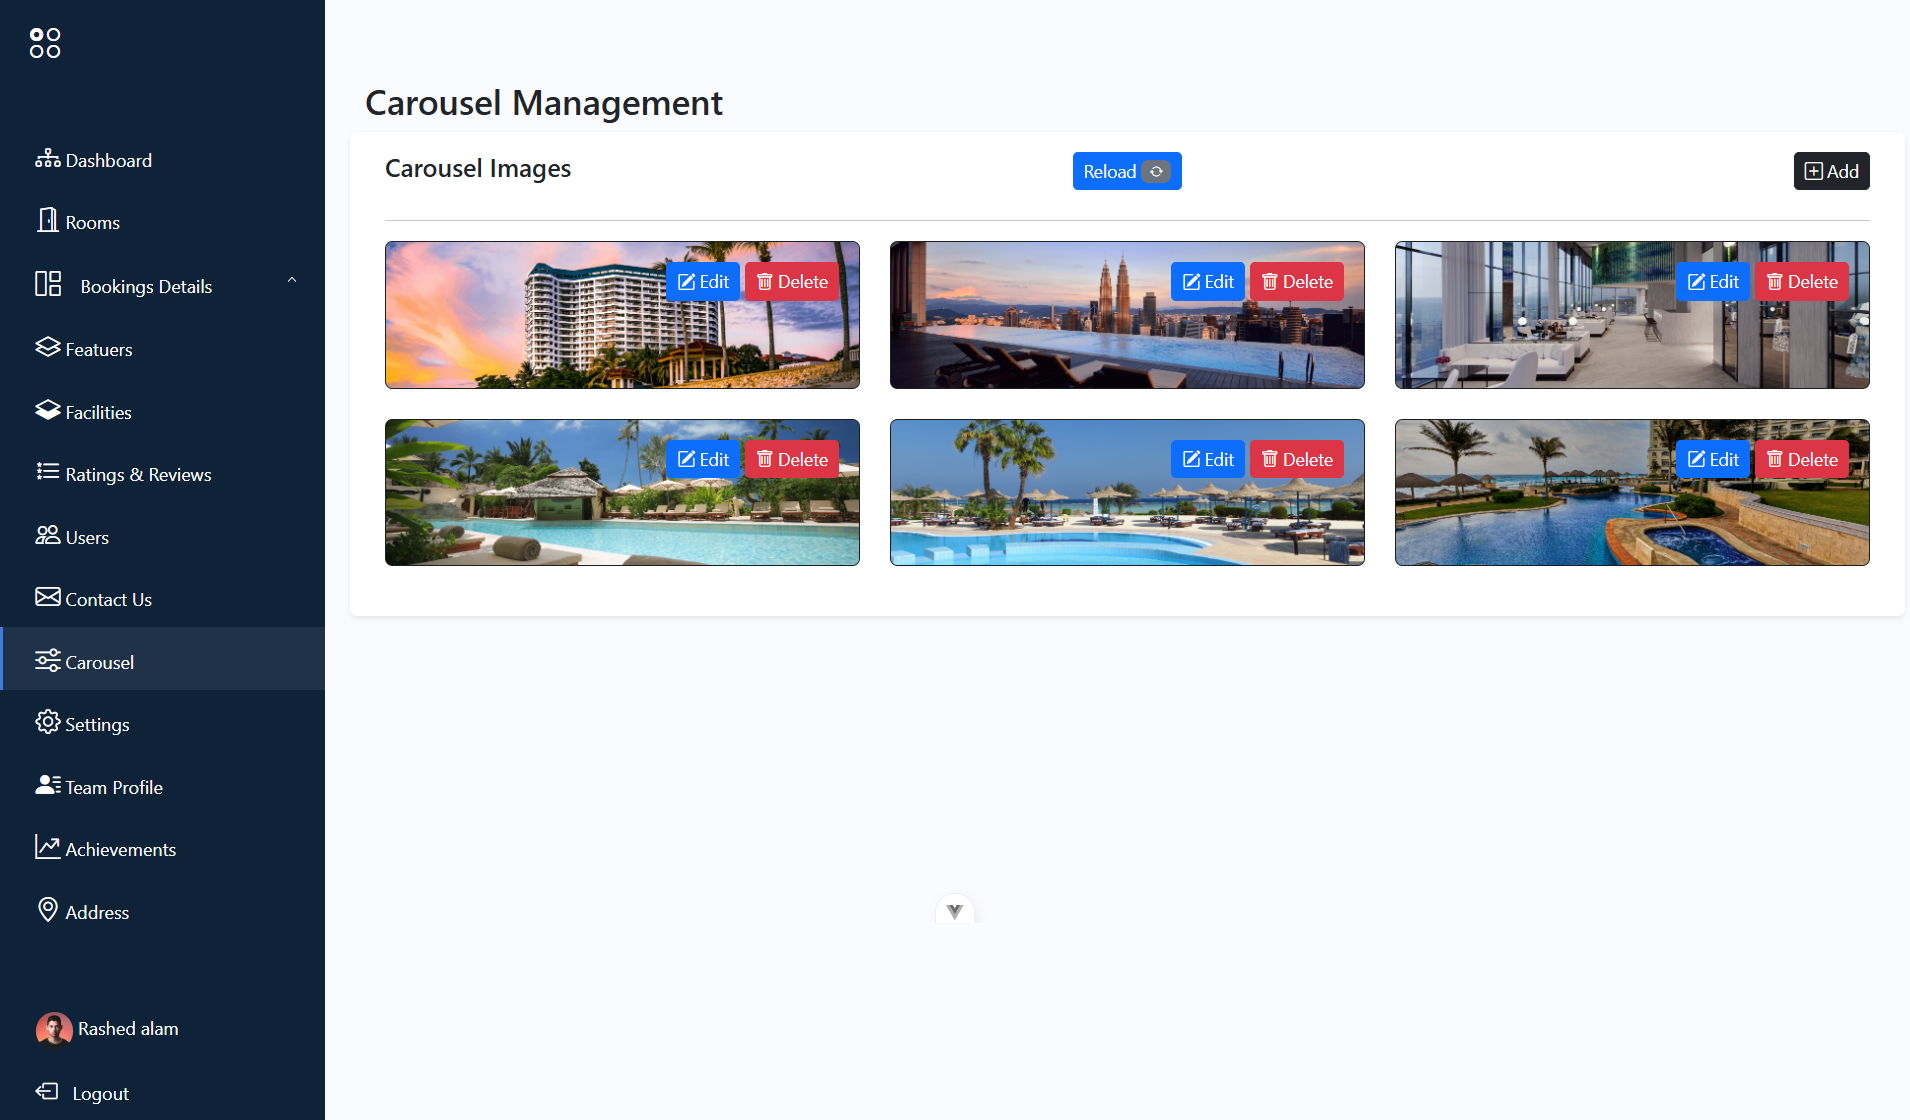 Dashboard
Rooms
Bookings Details
Featuers
Facilities
Ratings & Reviews
Users
Contact Us
Carousel
Settings
Team Profile
Achievements
Address
Rashed alam
Logout
Carousel Management
Carousel Images
Reload
Add
Edit Delete
Edit Delete
Edit Delete
Edit Delete
Edit Delete
Edit Delete